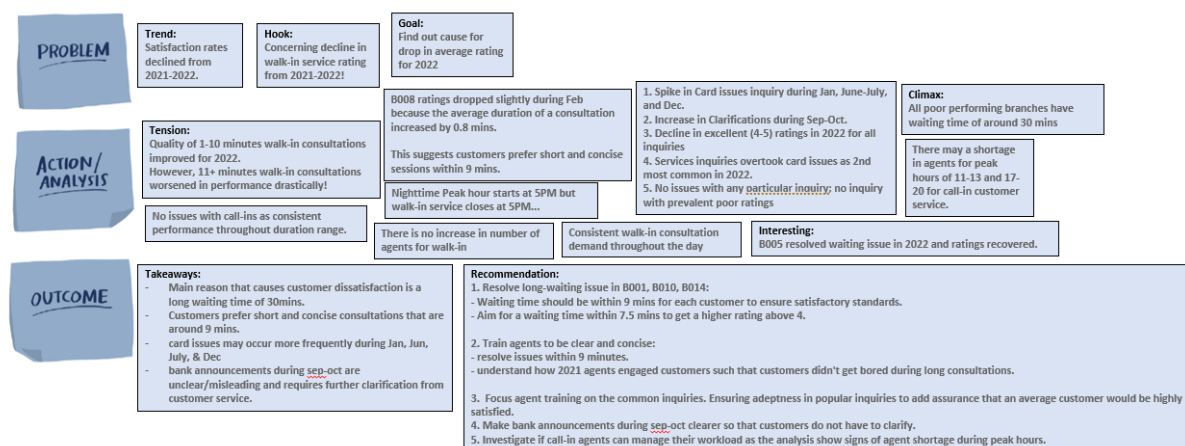 PROBLEM
Trend:
Satisfaction rates
declined from
2021-2022.
Hook:
Concerning decline in
walk-in service rating
from 2021-2022!
Goal:
Find out cause for
drop in average rating
for 2022
ACTION/
ANALYSIS
Tension:
Quality of 1-10 minutes walk-in consultations
improved for 2022.
However, 11+ minutes walk-in consultations
worsened in performance drastically!
No issues with call-ins as consistent
performance throughout duration range.
B008 ratings dropped slightly during Feb
because the average duration of a consultation
increased by 0.8 mins.
This suggests customers prefer short and concise
sessions within 9 mins.
Nighttime Peak hour starts at 5PM but
walk-in service closes at 5PM...
There is no increase in number of
agents for walk-in
Consistent walk-in consultation
demand throughout the day
1. Spike in Card issues inquiry during Jan, June-July,
and Dec.
2. Increase in Clarifications during Sep-Oct.
3. Decline in excellent (4-5) ratings in 2022 for all
inquiries
4. Services inquiries overtook card issues as 2nd
most common in 2022.
5. No issues with any particular inquiry; no inquiry
with prevalent poor ratings
Climax:
All poor performing branches have
waiting time of around 30 mins
There may a shortage
in agents for peak
hours of 11-13 and 17-
20 for call-in customer
service.
Interesting:
B005 resolved waiting issue in 2022 and ratings recovered.
OUTCOME
Takeaways:
- Main reason that causes customer dissatisfaction is a
long waiting time of 30mins.
- Customers prefer short and concise consultations that are
around 9 mins.
- card issues may occur more frequently during Jan, Jun,
July, & Dec
- bank announcements during sep-oct are
unclear/misleading and requires further clarification from
customer service.
Recommendation:
1. Resolve long-waiting issue in B001, B010, B014:
- Waiting time should be within 9 mins for each customer to ensure satisfactory standards.
- Aim for a waiting time within 7.5 mins to get a higher rating above 4.
2. Train agents to be clear and concise:
- resolve issues within 9 minutes.
- understand how 2021 agents engaged customers such that customers didn't get bored during long consultations.
3. Focus agent training on the common inquiries. Ensuring adeptness in popular inquiries to add assurance that an average customer would be highly
satisfied.
4. Make bank announcements during sep-oct clearer so that customers do not have to clarify.
5. Investigate if call-in agents can manage their workload as the analysis show signs of agent shortage during peak hours.